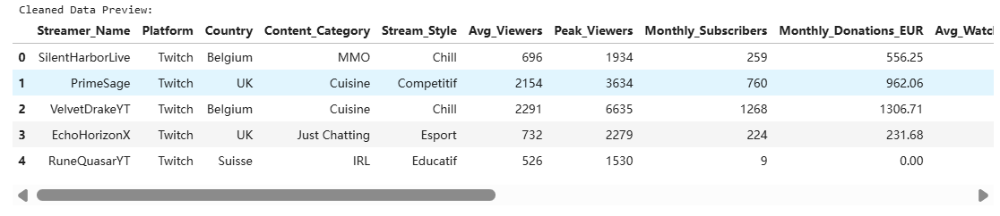 Cleaned Data Preview:
Streamer_Name Platform Country Content_Category Stream_Style Avg_Viewers Peak_Viewers Monthly_Subscribers Monthly_Donations_EUR Avg_Watc
0 SilentHarborLive Twitch Belgium MMO Chill 696 1934 259 556.25
1 PrimeSage Twitch UK Cuisine Competitif 2154 3634 760 962.06
2 VelvetDrakeYT Twitch Belgium Cuisine Chill 2291 6635 1268 1306.71
3 EchoHorizonX Twitch UK Just Chatting Esport 732 2279 224 231.68
4 RuneQuasarYT Twitch Suisse IRL Educatif 526 1530 9 0.00